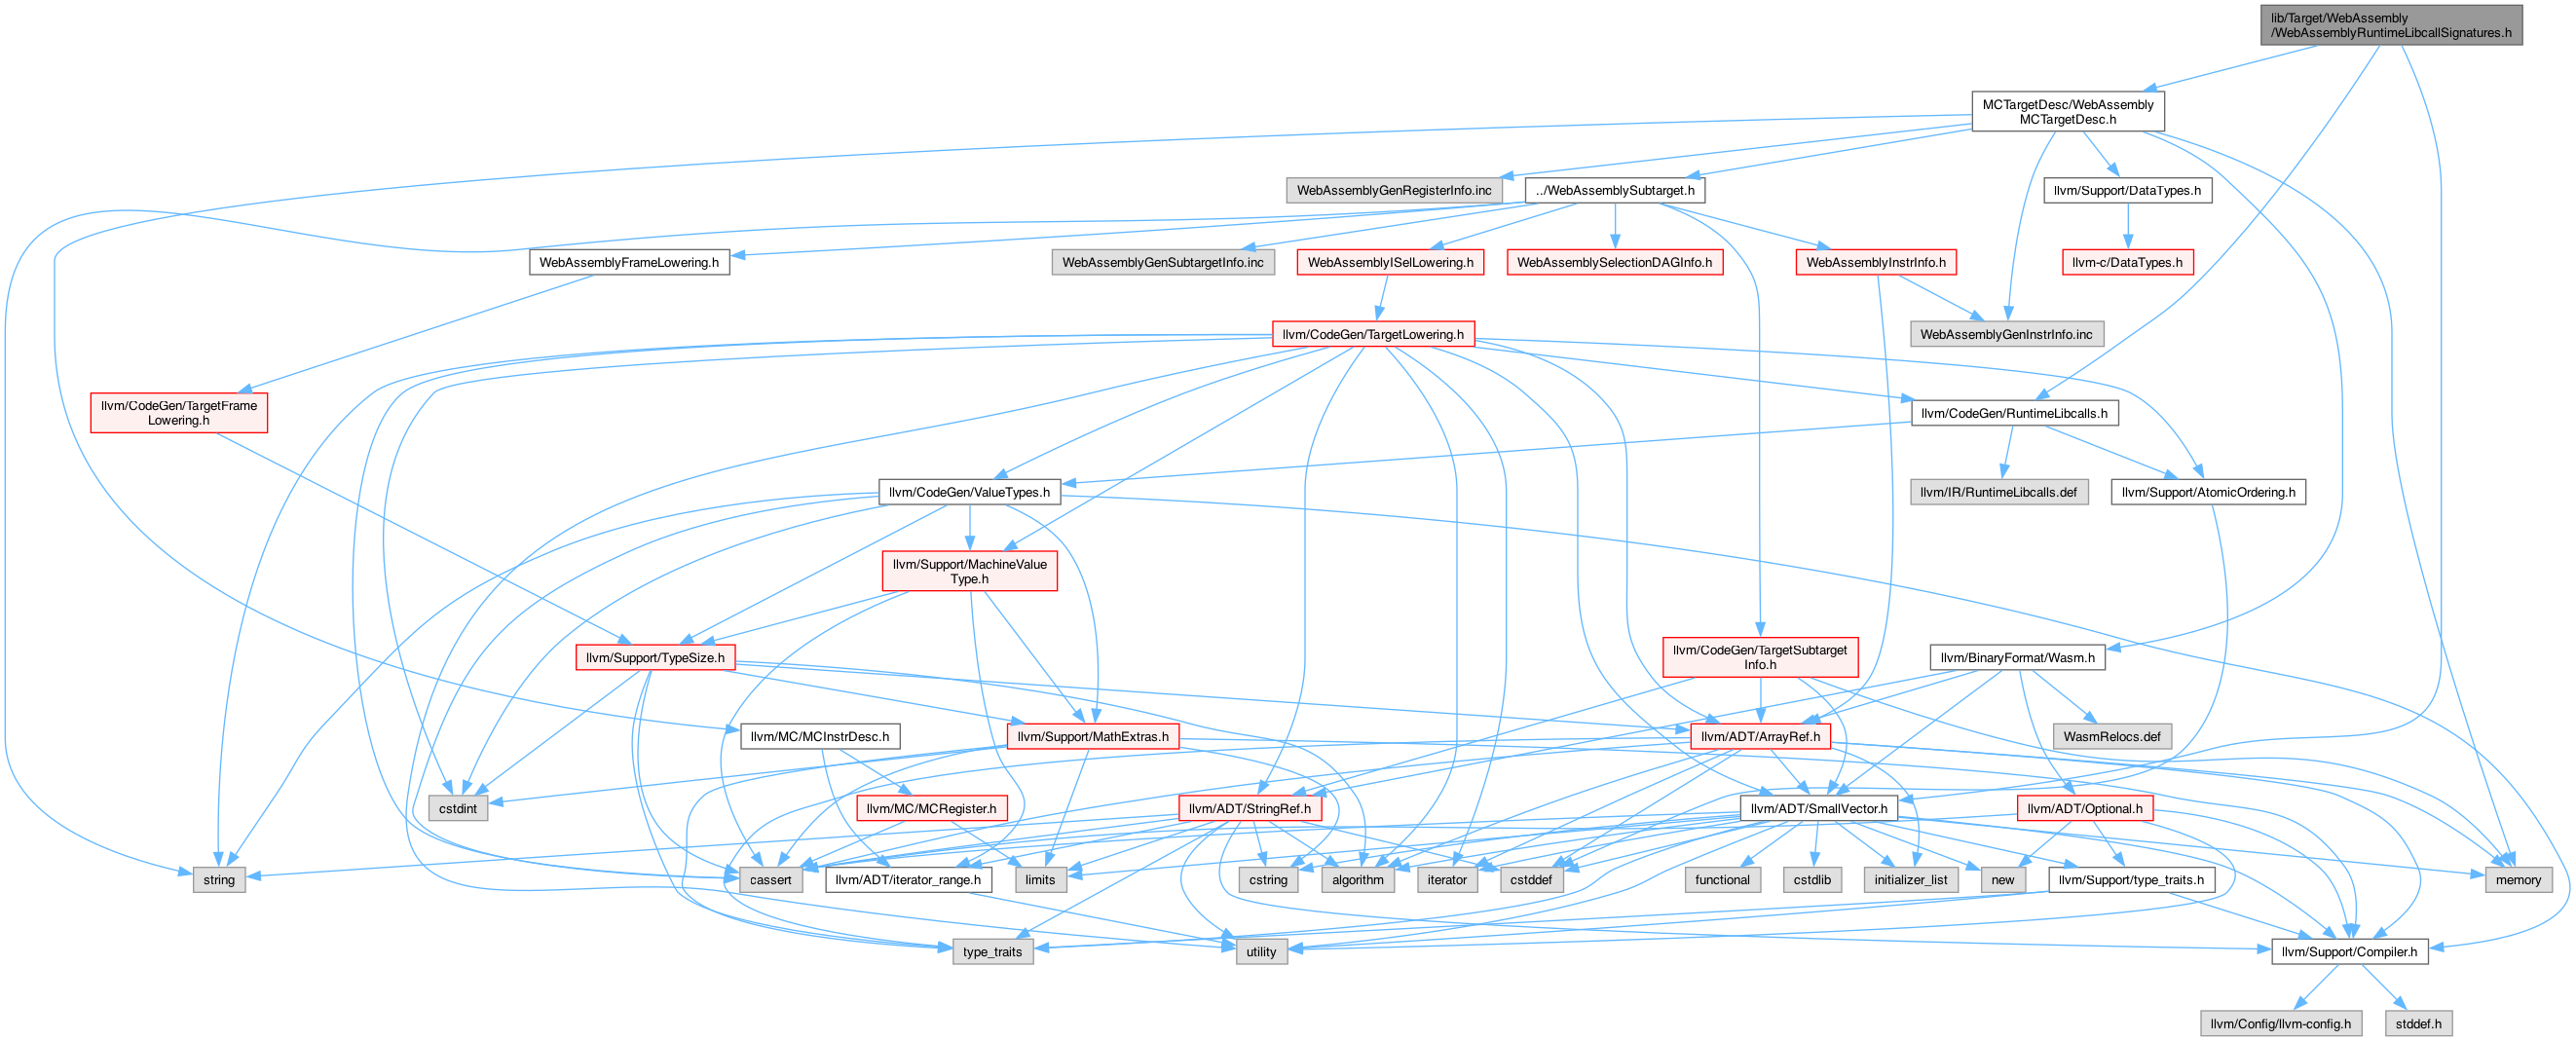 lib/Target/WebAssembly
/WebAssemblyRuntimeLibcallSignatures.h
MCTargetDesc/WebAssembly
MCTargetDesc.h
WebAssemblyGenRegisterInfo.inc
../WebAssemblySubtarget.h
llvm/Support/DataTypes.h
WebAssemblyFrameLowering.h
WebAssemblyGenSubtargetInfo.inc
WebAssemblyISelLowering.h
WebAssemblySelectionDAGInfo.h
WebAssemblyInstrInfo.h
llvm-c/DataTypes.h
llvm/CodeGen/TargetLowering.h
WebAssemblyGenInstrInfo.inc
llvm/CodeGen/TargetFrame
Lowering.h
llvm/CodeGen/RuntimeLibcalls.h
llvm/CodeGen/ValueTypes.h
llvm/IR/RuntimeLibcalls.def
llvm/Support/AtomicOrdering.h
llvm/Support/MachineValue
Type.h
llvm/Support/TypeSize.h
llvm/CodeGen/TargetSubtarget
Info.h
llvm/BinaryFormat/Wasm.h
llvm/MC/MCInstrDesc.h
llvm/Support/MathExtras.h
llvm/ADT/ArrayRef.h
WasmRelocs.def
cstdint
llvm/MC/MCRegister.h
llvm/ADT/StringRef.h
llvm/ADT/SmallVector.h
llvm/ADT/Optional.h
string
cassert
llvm/ADT/iterator_range.h
limits
cstring
algorithm
iterator
cstddef
functional
cstdlib
initializer_list
new
llvm/Support/type_traits.h
memory
type_traits
utility
llvm/Support/Compiler.h
llvm/Config/llvm-config.h
stddef.h